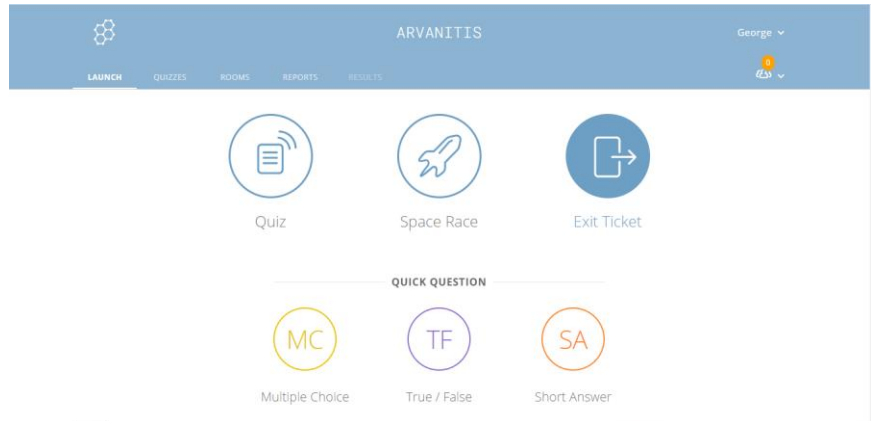 ARVANITIS
George
LAUNCH QUIZZES ROOMS REPORTS RESULTS
0
Quiz Space Race Exit Ticket
QUICK QUESTION
MC TF SA
Multiple Choice True / False Short Answer